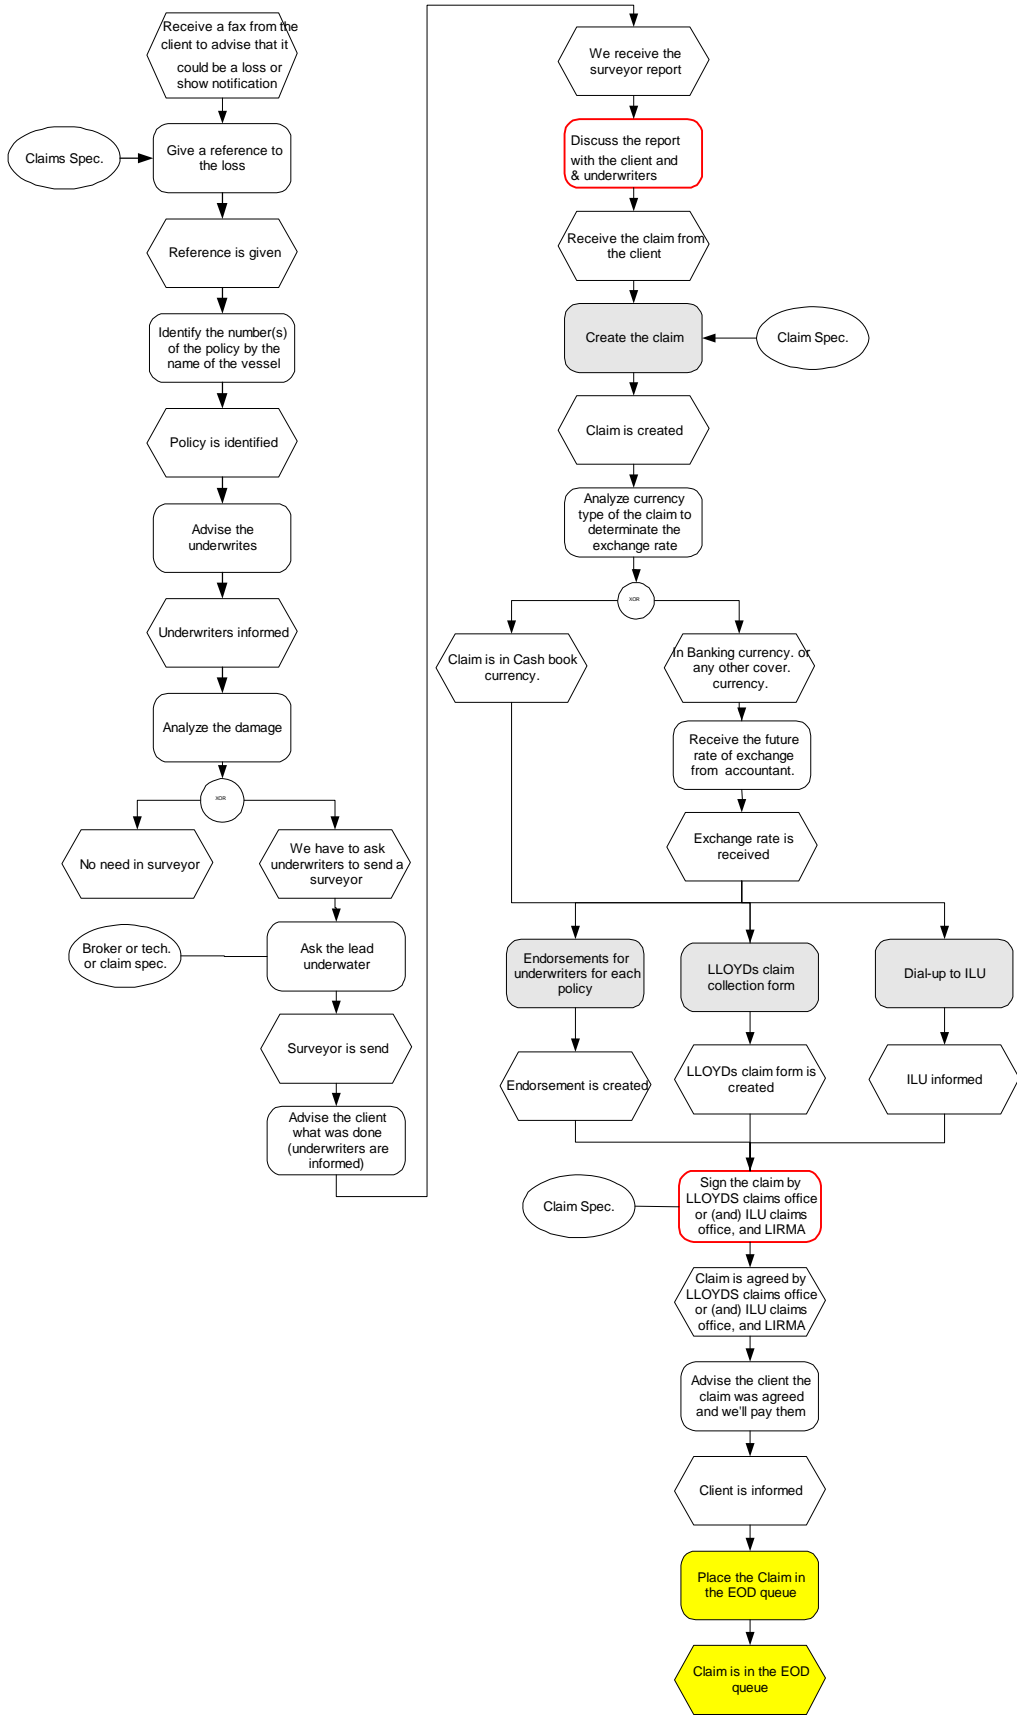 Receive a fax from the
client to advise that it
could be a loss or
show notification
Claims Spec.
Give a reference to
the loss
Reference is given
Identify the number(s)
of the policy by the
name of the vessel
Policy is identified
Advise the
underwrites
Underwriters informed
Analyze the damage
XOR
No need in surveyor
We have to ask
underwriters to send a
surveyor
Broker or tech.
or claim spec.
Ask the lead
underwater
Surveyor is send
Advise the client
what was done
(underwriters are
informed)
We receive the
surveyor report
Discuss the report
with the client and
& underwriters
Receive the claim from
the client
Create the claim
Claim Spec.
Claim is created
Analyze currency
type of the claim to
determinate the
exchange rate
XOR
Claim is in Cash book
currency.
In Banking currency. or
any other cover.
currency.
Receive the future
rate of exchange
from accountant.
Exchange rate is
received
Endorsements for
underwriters for each
policy
LLOYDs claim
collection form
Dial-up to ILU
Endorsement is created
LLOYDs claim form is
created
ILU informed
Claim Spec.
Sign the claim by
LLOYDS claims office
or (and) ILU claims
office, and LIRMA
Claim is agreed by
LLOYDS claims office
or (and) ILU claims
office, and LIRMA
Advise the client the
claim was agreed
and we'll pay them
Client is informed
Place the Claim in
the EOD queue
Claim is in the EOD
queue